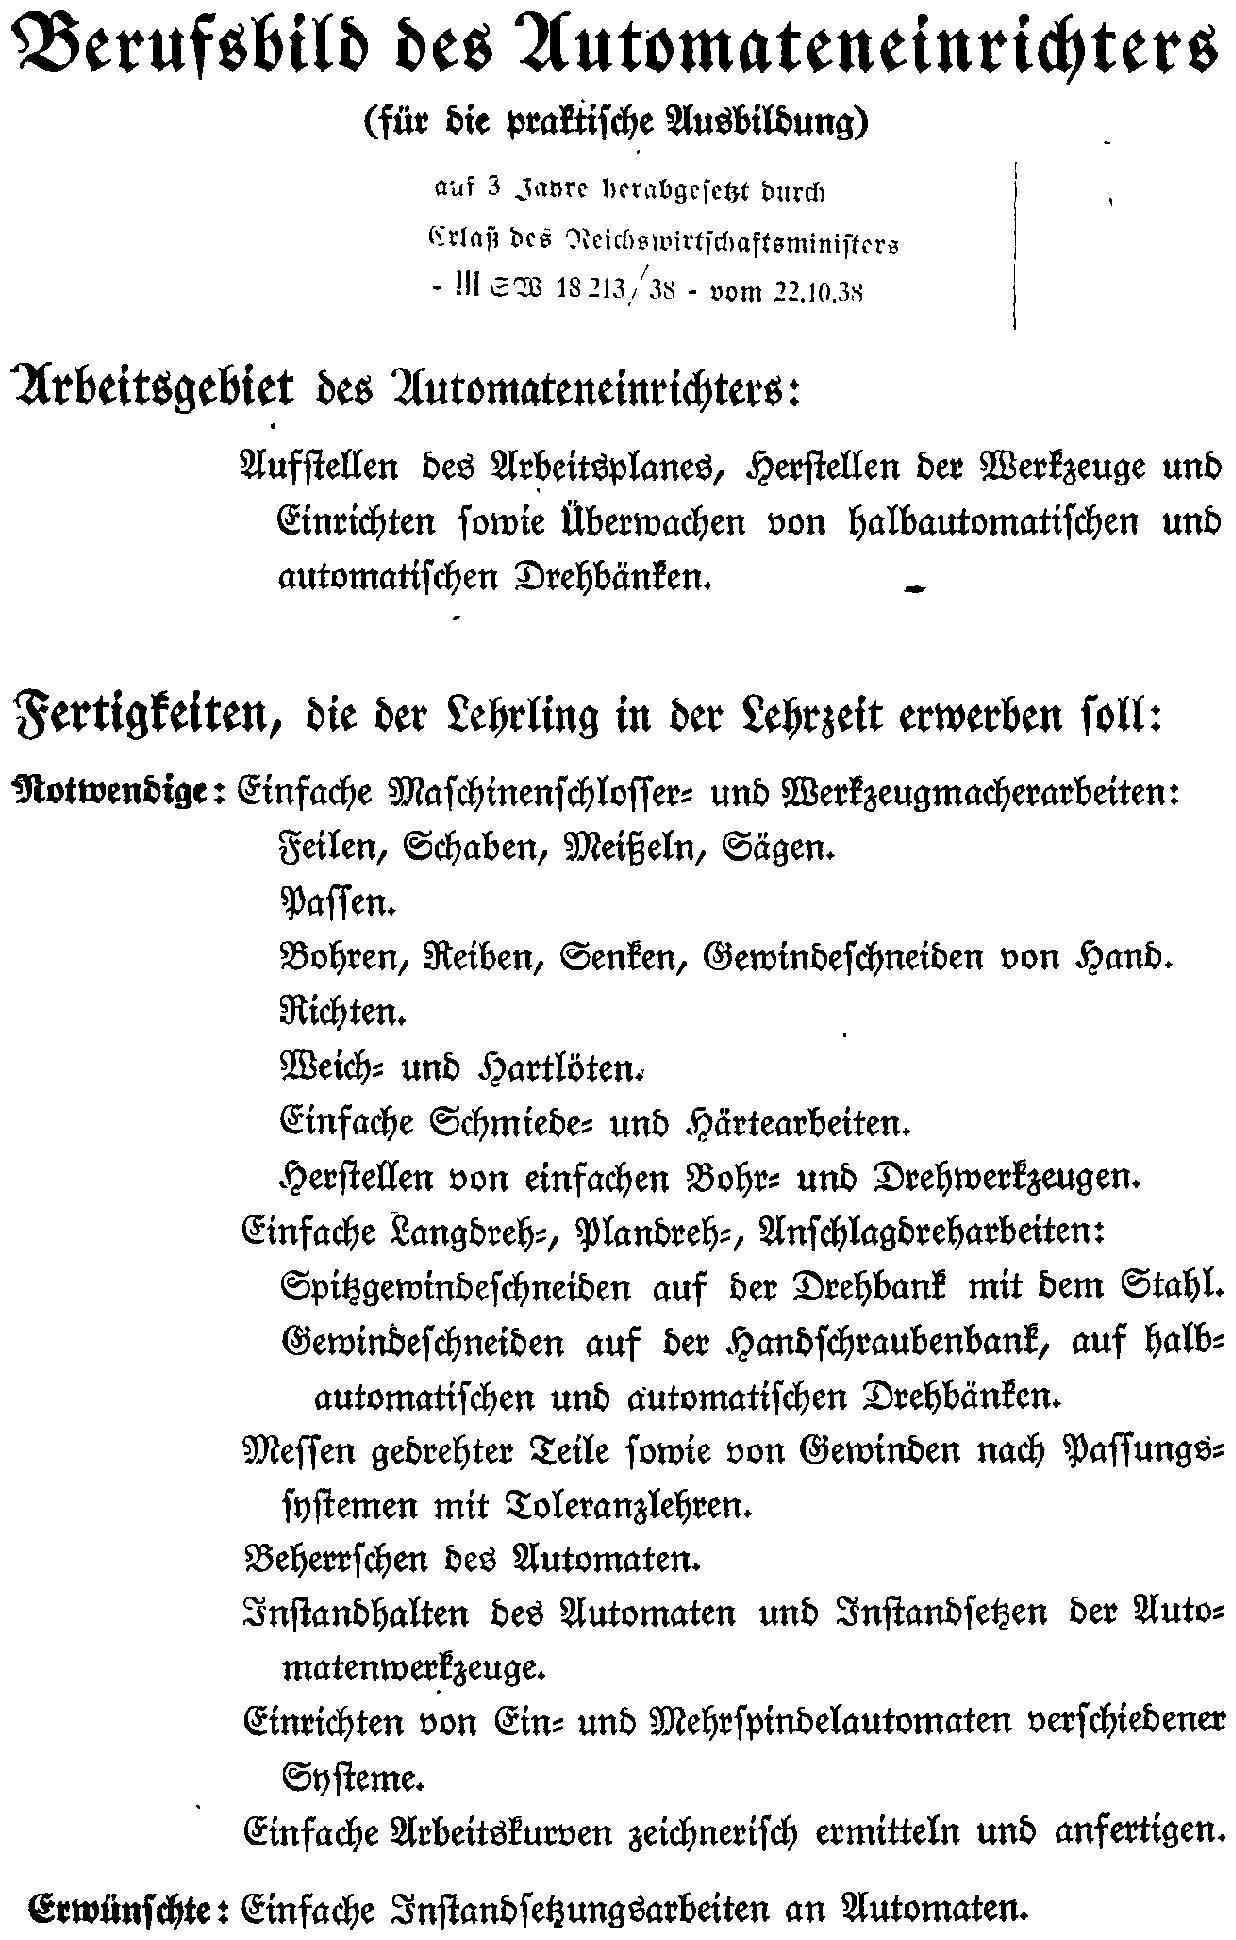 Berufsbild des Automateneinrichters
(für die praktische Ausbildung)
auf 3 Jahre herabgesetzt durch
Erlaß des Reichswirtschaftsministers
- III SW 18213/38 - vom 22.10.38
Arbeitsgebiet des Automateneinrichters:
Aufstellen des Arbeitsplanes, Herstellen der Werkzeuge und
Einrichten sowie Überwachen von halbautomatischen und
automatischen Drehbänken.
Fertigkeiten, die der Lehrling in der Lehrzeit erwerben soll:
Notwendige: Einfache Maschinenschlosser- und Werkzeugmacherarbeiten:
Feilen, Schaben, Meißeln, Sägen.
Passen.
Bohren, Reiben, Senken, Gewindeschneiden von Hand.
Richten.
Weich- und Hartlöten.
Einfache Schmiede- und Härtearbeiten.
Herstellen von einfachen Bohr- und Drehwerkzeugen.
Einfache Langdreh-, Plandreh-, Anschlagdreharbeiten:
Spitzgewindeschneiden auf der Drehbank mit dem Stahl.
Gewindeschneiden auf der Handschraubenbank, auf halb-
automatischen und automatischen Drehbänken.
Messen gedrehter Teile sowie von Gewinden nach Passungs-
systemen mit Toleranzlehren.
Beherrschen des Automaten.
Instandhalten des Automaten und Instandsetzen der Auto-
matenwerkzeuge.
Einrichten von Ein- und Mehrspindelautomaten verschiedener
Systeme.
Einfache Arbeitskurven zeichnerisch ermitteln und anfertigen.
Erwünschte: Einfache Instandsetzungsarbeiten an Automaten.